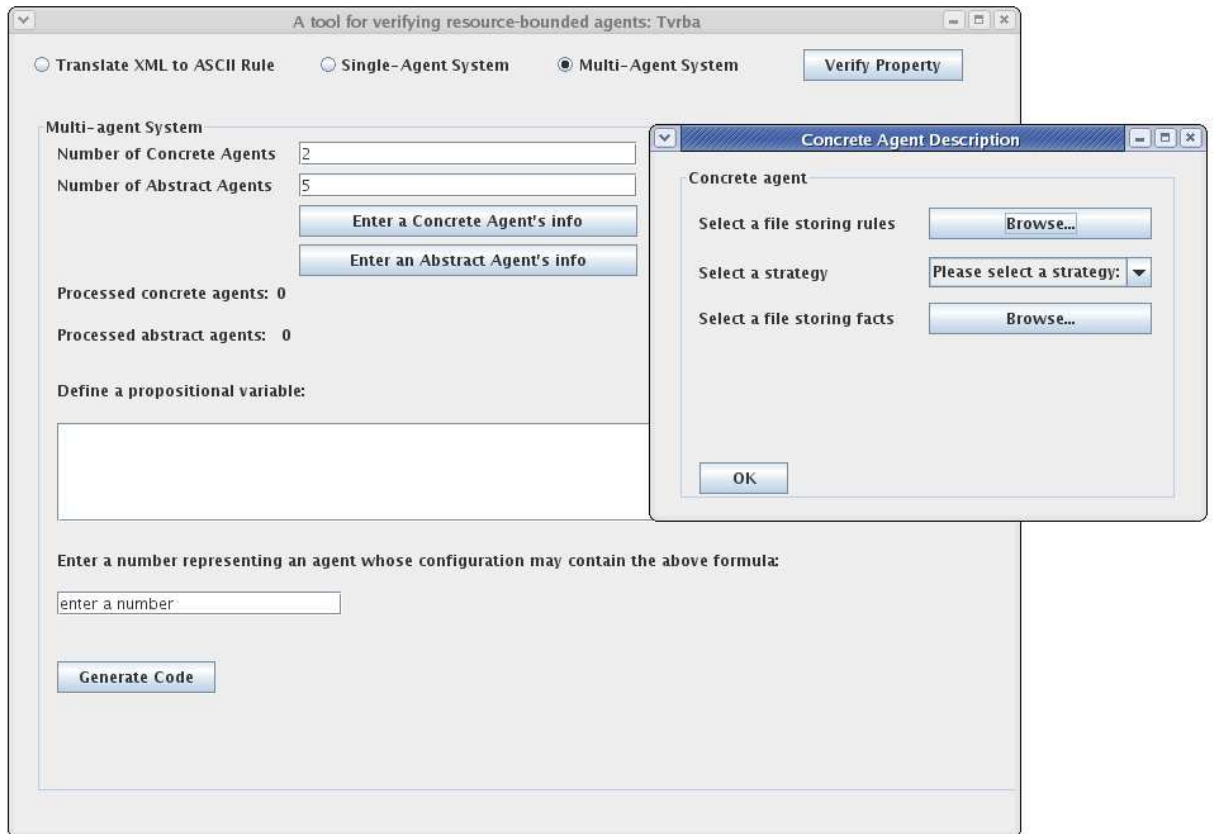 A tool for verifying resource-bounded agents: Tvrba
Translate XML to ASCII Rule Single-Agent System Multi-Agent System Verify Property
Multi-agent System
Number of Concrete Agents 2
Number of Abstract Agents 5
Enter a Concrete Agent's info
Enter an Abstract Agent's info
Processed concrete agents: 0
Processed abstract agents: 0
Define a propositional variable:
Enter a number representing an agent whose configuration may contain the above formula:
enter a number
Generate Code
Concrete Agent Description
Concrete agent
Select a file storing rules Browse...
Select a strategy Please select a strategy:
Select a file storing facts Browse...
OK